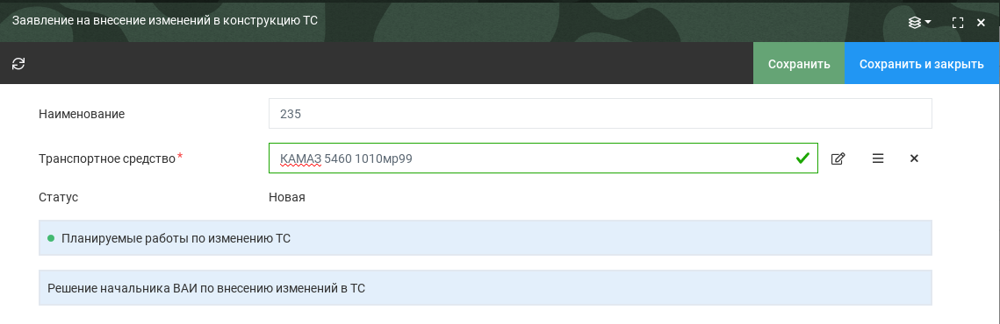 Заявление на внесение изменений в конструкцию ТС
Сохранить
Сохранить и закрыть
Наименование
235
Транспортное средство*
КАМАЗ 5460 1010мр99
Статус
Новая
Планируемые работы по изменению ТС
Решение начальника ВАИ по внесению изменений в ТС